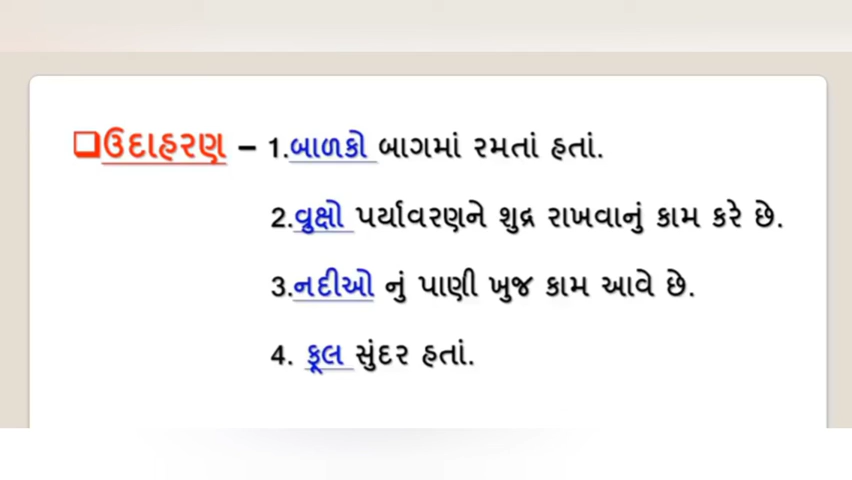 ❑ઉદાહરણ – 1.બાળકો બાગમાં રમતાં હતાં.
2.વૃક્ષો પર્યાવરણને શુદ્ર રાખવાનું કામ કરે છે.
3.નદીઓ નું પાણી ખુજ કામ આવે છે.
4. ફૂલ સુંદર હતાં.